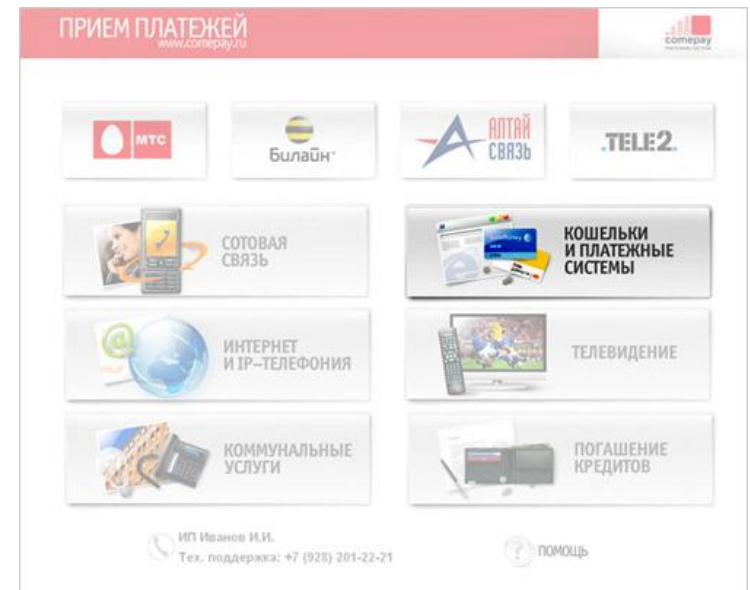 ПРИЕМ ПЛАТЕЖЕЙ
www.comepay.ru
comepay
МТС
Билайн
АЛТАЙ
СВЯЗЬ
.TELE2.
СОТОВАЯ
СВЯЗЬ
КОШЕЛЬКИ
И ПЛАТЕЖНЫЕ
СИСТЕМЫ
ИНТЕРНЕТ
И IP–ТЕЛЕФОНИЯ
ТЕЛЕВИДЕНИЕ
КОММУНАЛЬНЫЕ
УСЛУГИ
ПОГАШЕНИЕ
КРЕДИТОВ
ИП Иванов И.И.
Тех. поддержка: +7 (928) 201-22-21
? ПОМОЩЬ